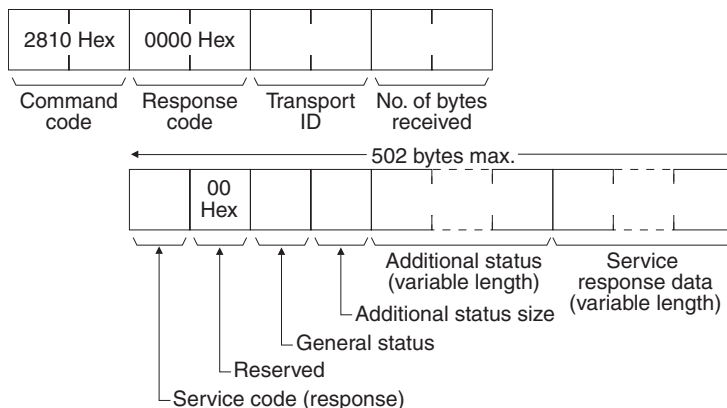 2810 Hex 0000 Hex
Command code
Response code
Transport ID
No. of bytes received
502 bytes max.
00 Hex
Additional status (variable length)
Service response data (variable length)
Additional status size
General status
Reserved
Service code (response)